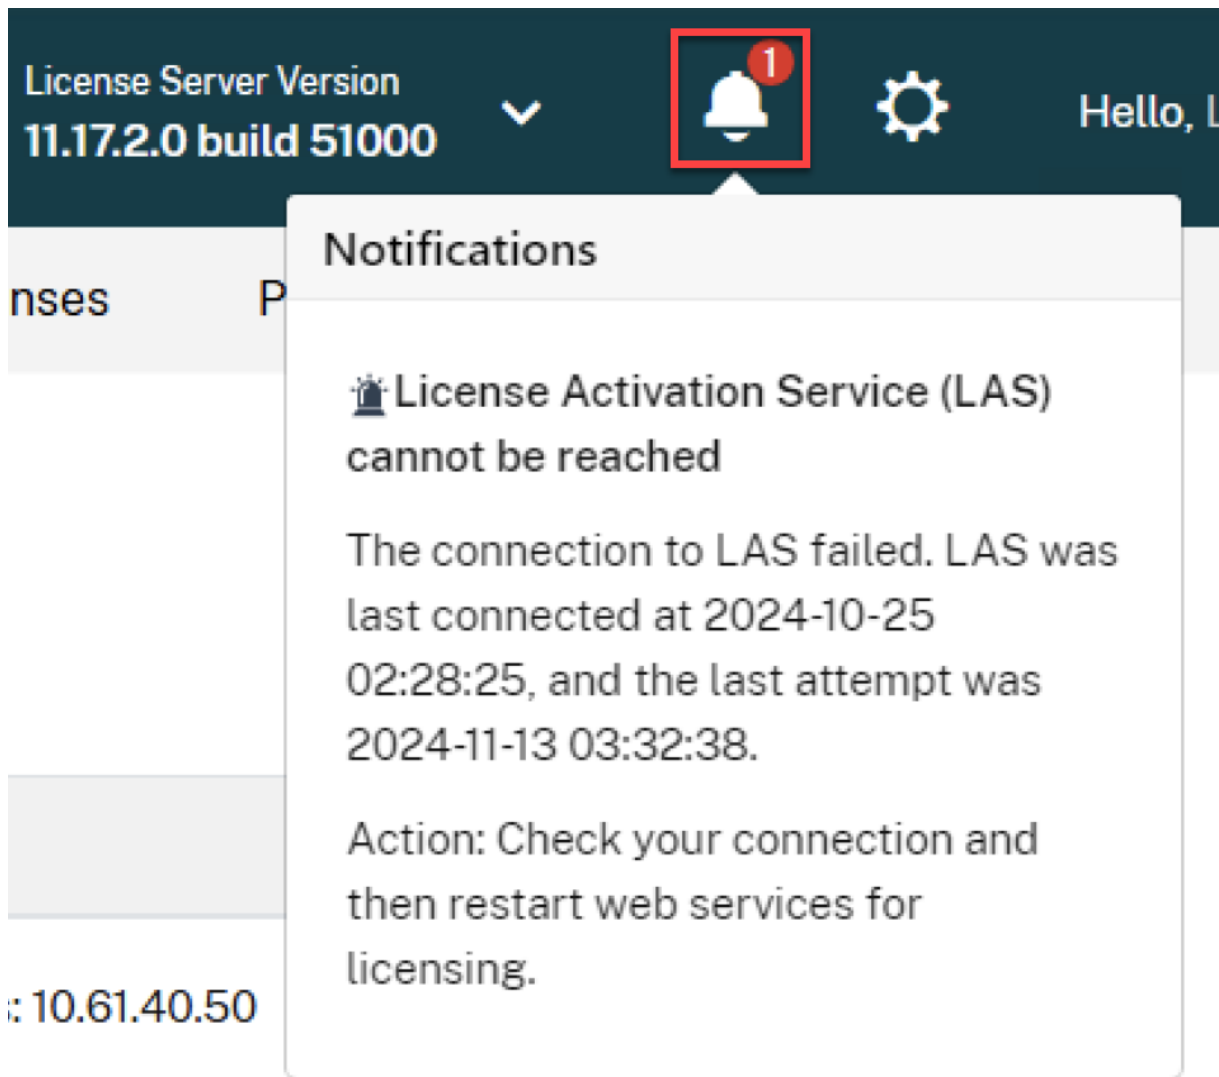 License Server Version
11.17.2.0 build 51000
1
Hello,
Notifications
nses
P
License Activation Service (LAS)
cannot be reached
The connection to LAS failed. LAS was
last connected at 2024-10-25
02:28:25, and the last attempt was
2024-11-13 03:32:38.
Action: Check your connection and
then restart web services for
licensing.
: 10.61.40.50